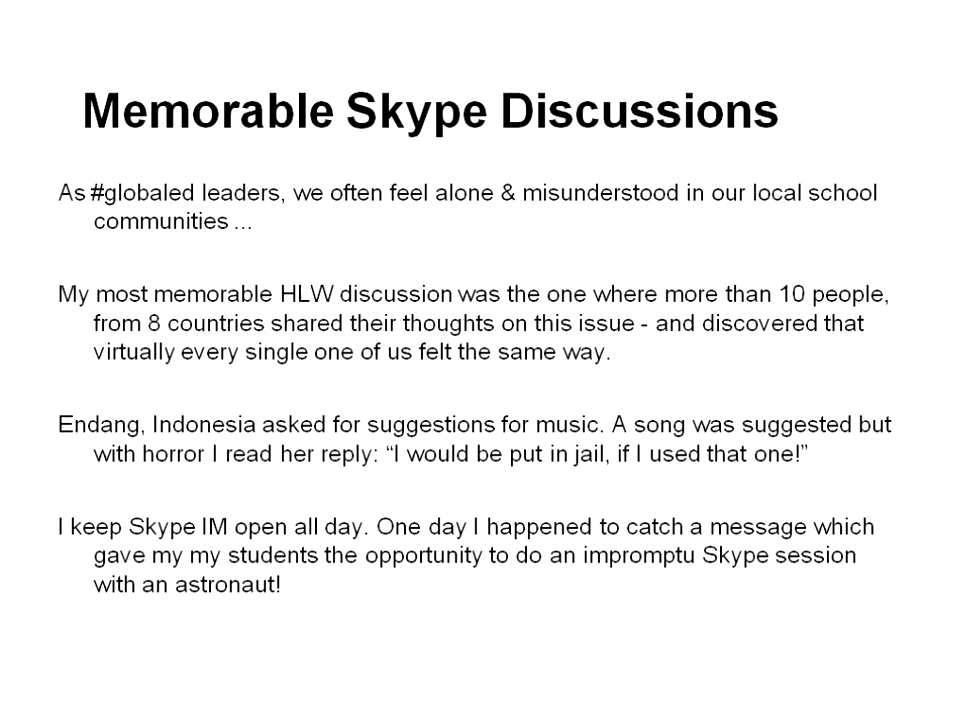 Memorable Skype Discussions
As #globaled leaders, we often feel alone & misunderstood in our local school
communities ...
My most memorable HLW discussion was the one where more than 10 people,
from 8 countries shared their thoughts on this issue - and discovered that
virtually every single one of us felt the same way.
Endang, Indonesia asked for suggestions for music. A song was suggested but
with horror I read her reply: “I would be put in jail, if I used that one!”
I keep Skype IM open all day. One day I happened to catch a message which
gave my my students the opportunity to do an impromptu Skype session
with an astronaut!